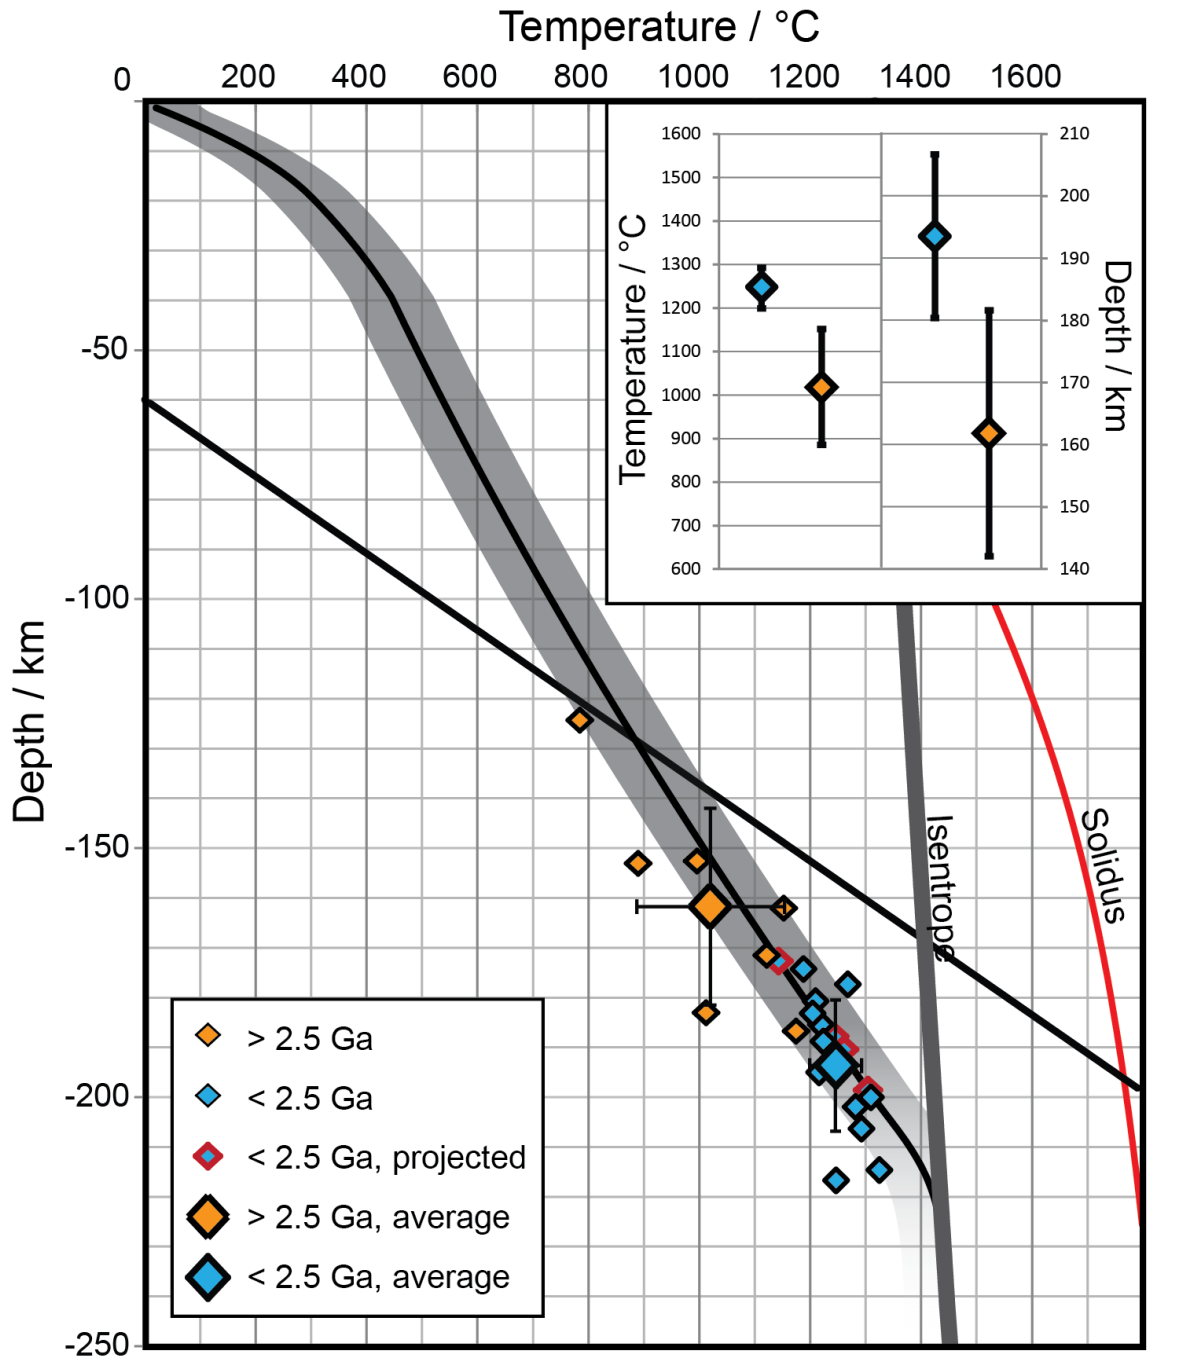 Temperature / °C
0 200 400 600 800 1000 1200 1400 1600
Depth / km
-50
-100
-150
-200
-250
Temperature / °C
1600
1500
1400
1300
1200
1100
1000
900
800
700
600
210
200
190
180
170
160
150
140
Depth / km
Isentrope
Solidus
> 2.5 Ga
< 2.5 Ga
< 2.5 Ga, projected
> 2.5 Ga, average
< 2.5 Ga, average